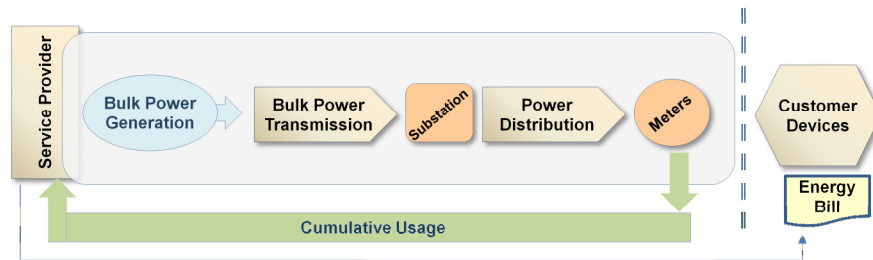 Service Provider
Bulk Power
Generation
Bulk Power
Transmission
Substation
Power
Distribution
Meters
Customer
Devices
Energy
Bill
Cumulative Usage